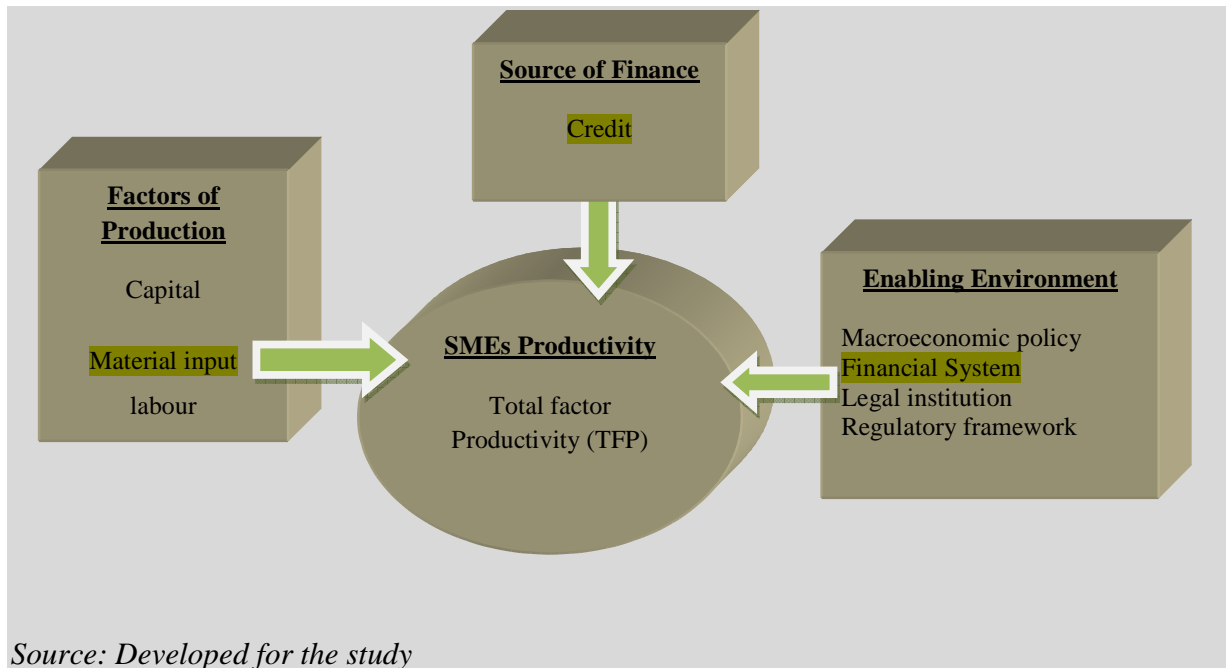 Source of Finance
Credit
Factors of
Production
Capital
Material input
labour
SMEs Productivity
Total factor
Productivity (TFP)
Enabling Environment
Macroeconomic policy
Financial System
Legal institution
Regulatory framework
Source: Developed for the study